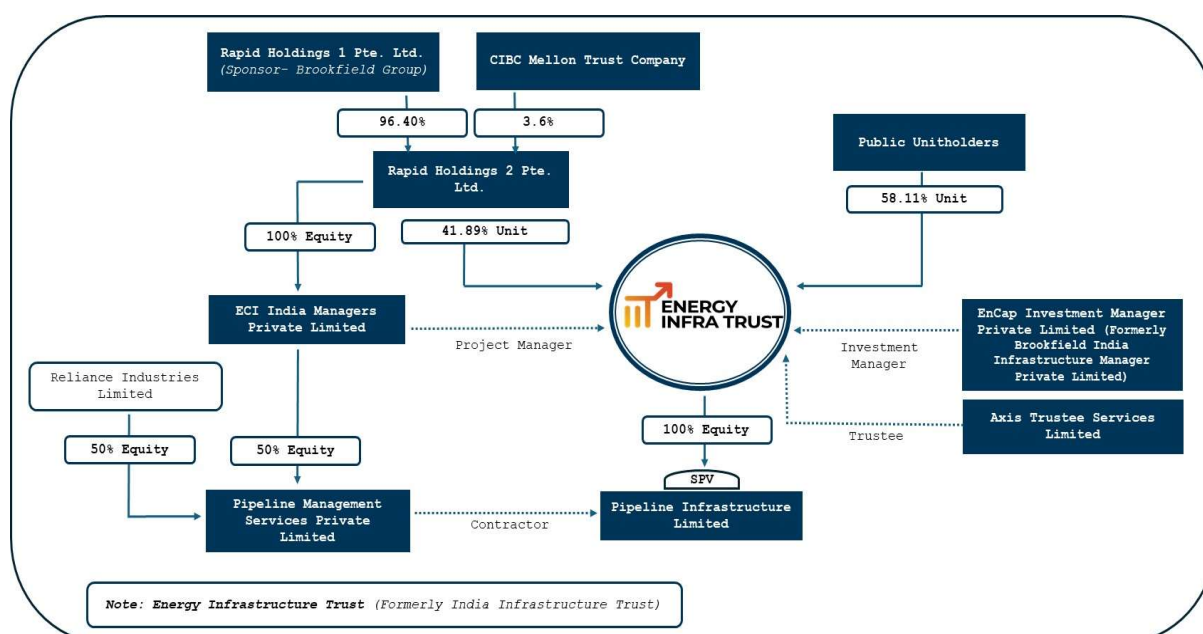 Rapid Holdings 1 Pte. Ltd.
(Sponsor- Brookfield Group)
CIBC Mellon Trust Company
96.40%
3.6%
Public Unitholders
Rapid Holdings 2 Pte.
Ltd.
58.11% Unit
100% Equity
41.89% Unit
ENERGY
INFRA TRUST
ECI India Managers
Private Limited
Project Manager
EnCap Investment Manager
Private Limited (Formerly
Brookfield India
Infrastructure Manager
Private Limited)
Investment
Manager
Reliance Industries
Limited
Axis Trustee Services
Limited
Trustee
50% Equity
50% Equity
100% Equity
SPV
Pipeline Management
Services Private
Limited
Contractor
Pipeline Infrastructure
Limited
Note: Energy Infrastructure Trust (Formerly India Infrastructure Trust)